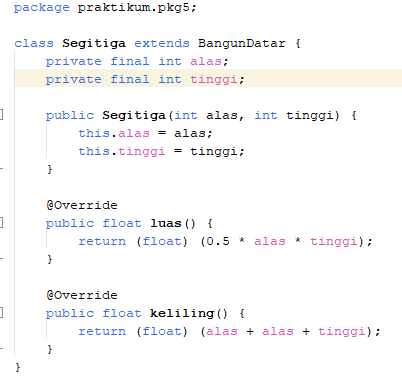 package praktikum.pkg5;
class Segitiga extends BangunDatar {
    private final int alas;
    private final int tinggi;
    public Segitiga(int alas, int tinggi) {
        this.alas = alas;
        this.tinggi = tinggi;
    }
    @Override
    public float luas() {
        return (float) (0.5 * alas * tinggi);
    }
    @Override
    public float keliling() {
        return (float) (alas + alas + tinggi);
    }
}